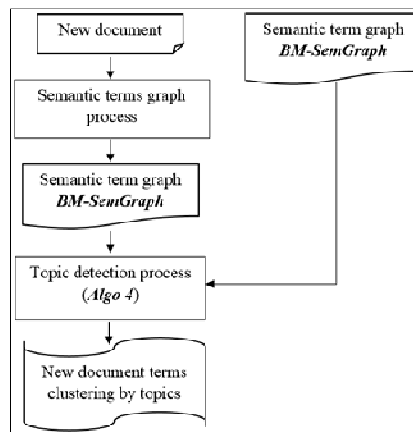 New document
Semantic term graph
BM-SemGraph
Semantic terms graph
process
Semantic term graph
BM-SemGraph
Topic detection process
(Algo 4)
New document terms
clustering by topics